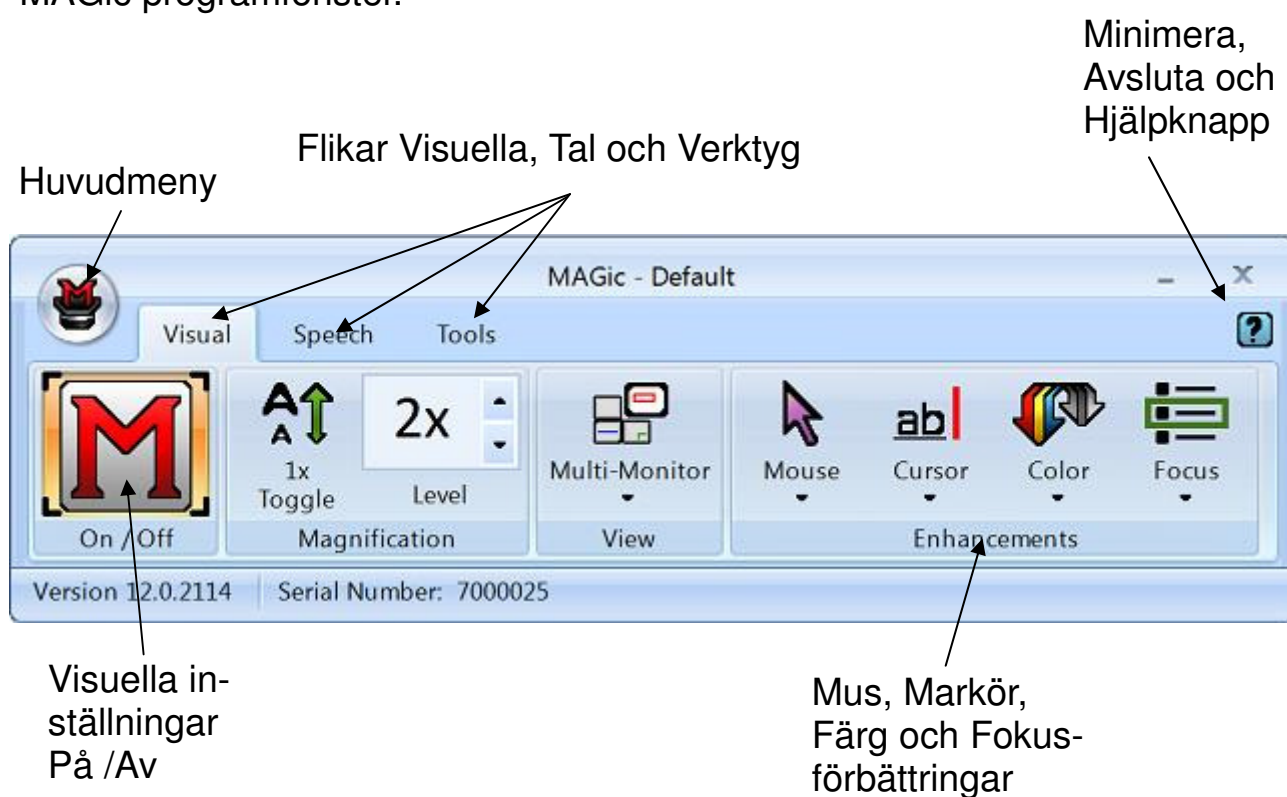 MAGic programfönster.
Minimera,
Avsluta och
Hjälpknapp
Flikar Visuella, Tal och Verktyg
Huvudmeny
MAGic - Default
Visual Speech Tools
?
M
A A
1x
Toggle
2x
Level
Multi-Monitor
Mouse
ab
Cursor
Color
Focus
On / Off Magnification View Enhancements
Version 12.0.2114 Serial Number: 7000025
Visuella in-
ställningar
På /Av
Mus, Markör,
Färg och Fokus-
förbättringar